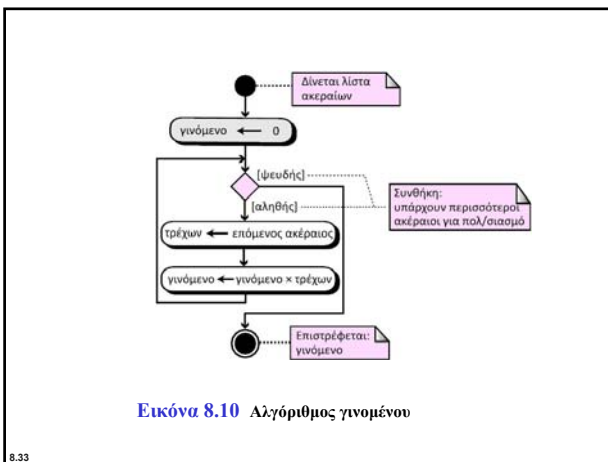 Δίνεται λίστα
ακεραίων
γινόμενο ← 0
[ψευδής]
[αληθής]
Συνθήκη:
υπάρχουν περισσότεροι
ακέραιοι για πολ/σιασμό
τρέχων ← επόμενος ακέραιος
γινόμενο ← γινόμενο × τρέχων
Επιστρέφεται:
γινόμενο
Εικόνα 8.10 Αλγόριθμος γινομένου
8.33